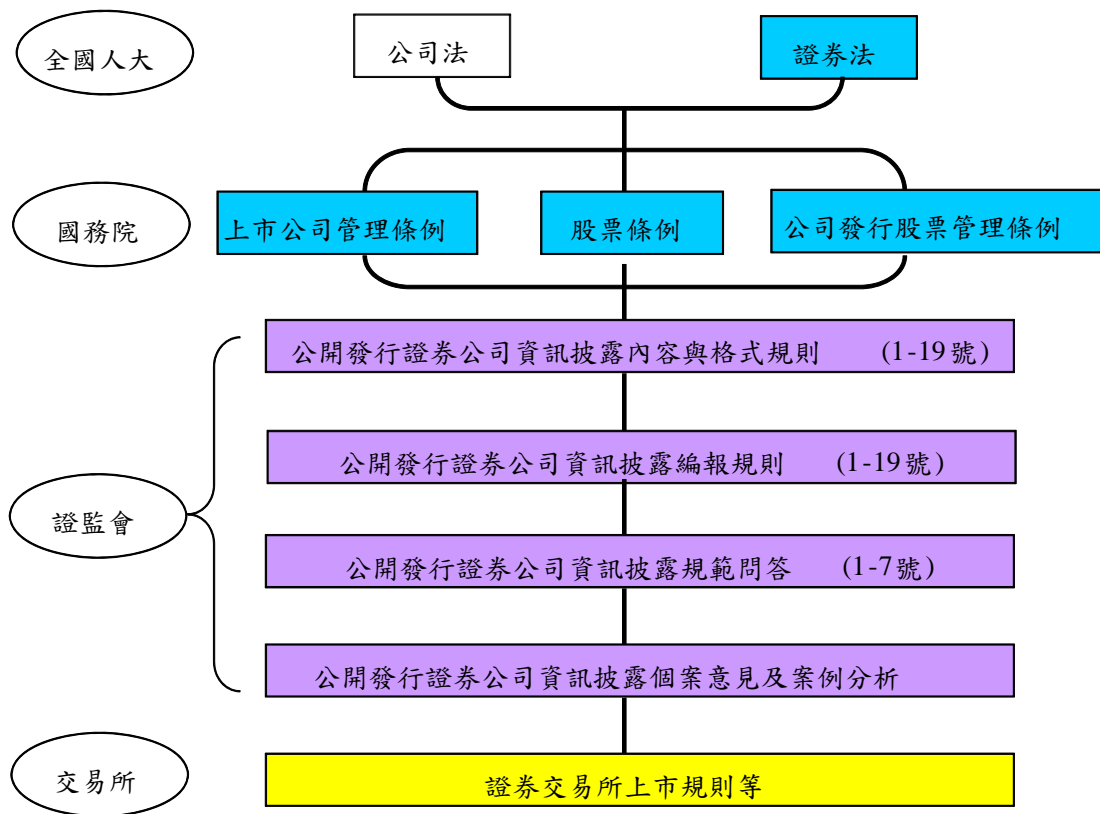 全國人大
公司法
證券法
國務院
上市公司管理條例
股票條例
公司發行股票管理條例
公開發行證券公司資訊披露內容與格式規則 (1-19號)
公開發行證券公司資訊披露編報規則 (1-19號)
證監會
公開發行證券公司資訊披露規範問答 (1-7號)
公開發行證券公司資訊披露個案意見及案例分析
交易所
證券交易所上市規則等